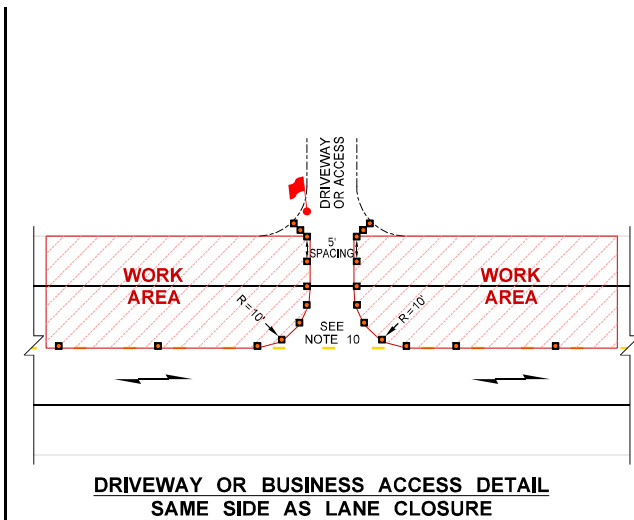 DRIVEWAY
OR ACCESS
5'
SPACING
WORK
AREA
WORK
AREA
R=10'
R=10'
SEE
NOTE 10
DRIVEWAY OR BUSINESS ACCESS DETAIL
SAME SIDE AS LANE CLOSURE